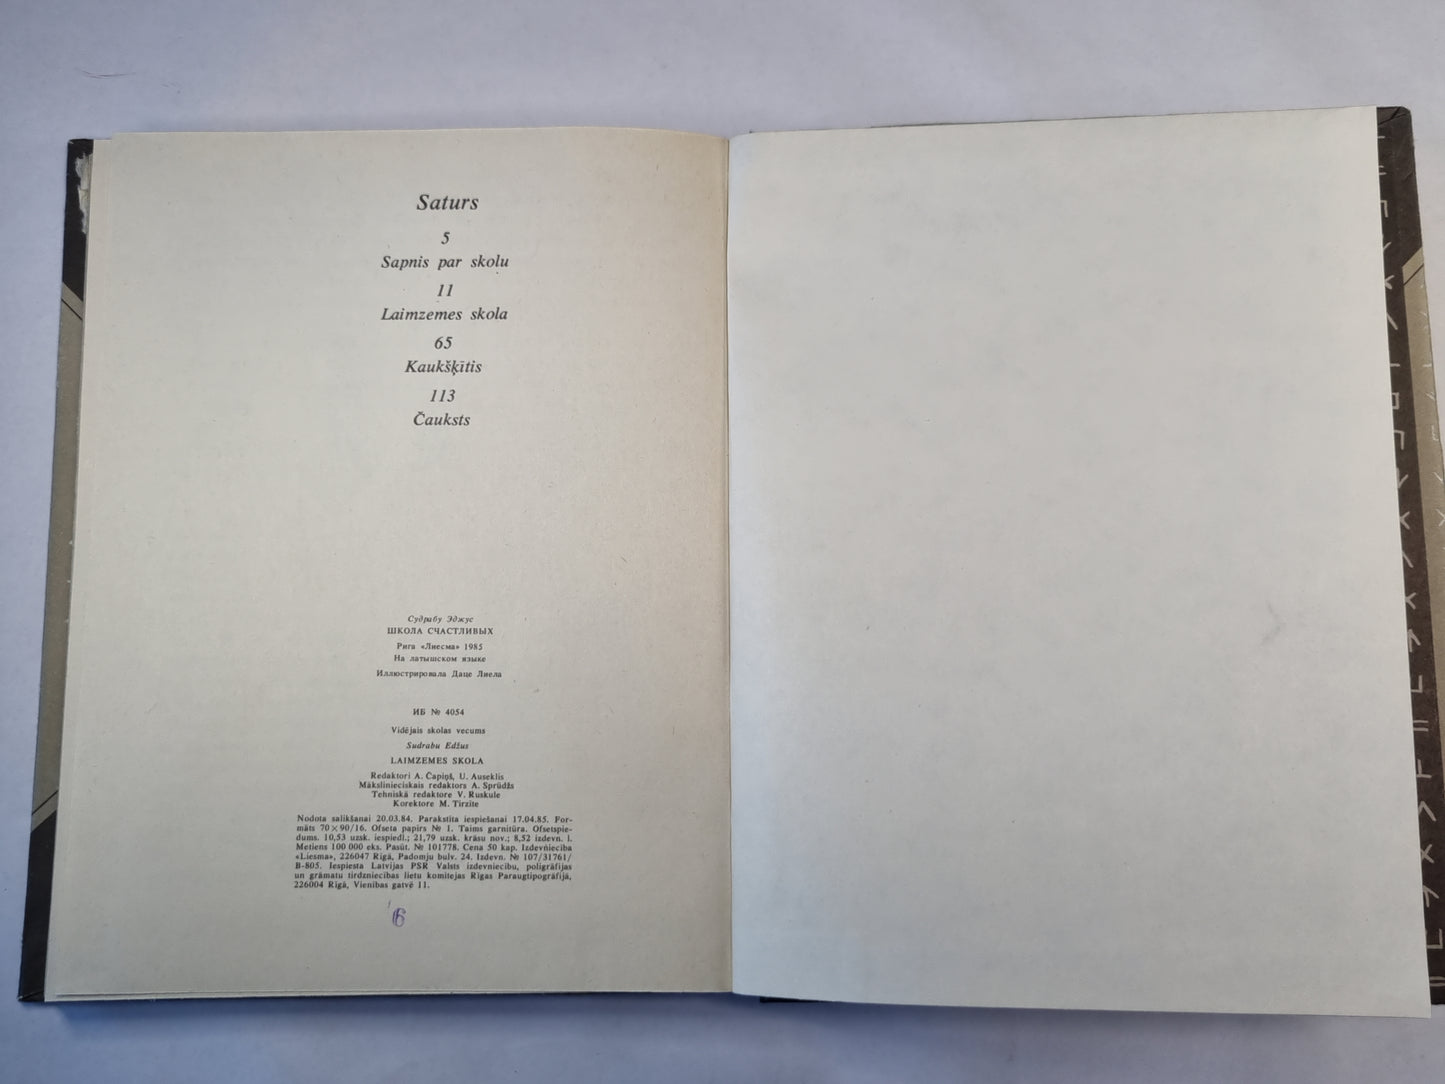 Saturs
5
Sapnis par skolu
11
Laimzemes skola
65
Kaukšķītis
113
Čauksts
Судрабу Эджус
ШКОЛА СЧАСТЛИВЫХ
Рига «Лиесма» 1985
На латышском языке
Иллюстрировала Даце Лиела
ИБ № 4054
Vidējais skolas vecums
Sudrabu Edžus
LAIMZEMES SKOLA
Redaktori A. Čapiņš, U. Auseklis
Mākslinieciskais redaktors A. Sprūdžs
Tehniskā redaktore V. Ruskule
Korektore M. Tirzīte
Nodota salikšanai 20.03.84. Parakstīta iespiešanai 17.04.85. For-
māts 70×90/16. Ofseta papīrs № 1. Taims garnitūra. Ofsetspie-
dums. 10,53 uzsk. iespiedl.; 21,79 uzsk. krāsu nov.; 8,52 izdevn. l.
Metiens 100 000 eks. Pasūt. № 101778. Cena 50 kap. Izdevniecība
«Liesma», 226047 Rīgā, Padomju bulv. 24. Izdevn. № 107/31761/
B-805. Iespiesta Latvijas PSR Valsts izdevniecību, poligrāfijas
un grāmatu tirdzniecības lietu komitejas Rīgas Paraugtipogrāfijā,
226004 Rīgā, Vienības gatvē 11.
6